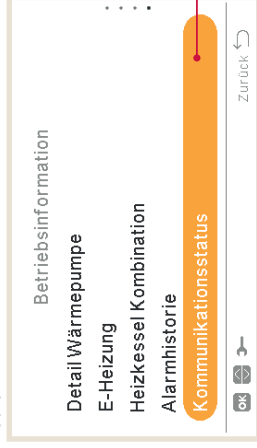 Betriebsinformation
Detail Wärmepumpe
E-Heizung
Heizkessel Kombination
Alarmhistorie
Kommunikationsstatus
OK Zurück